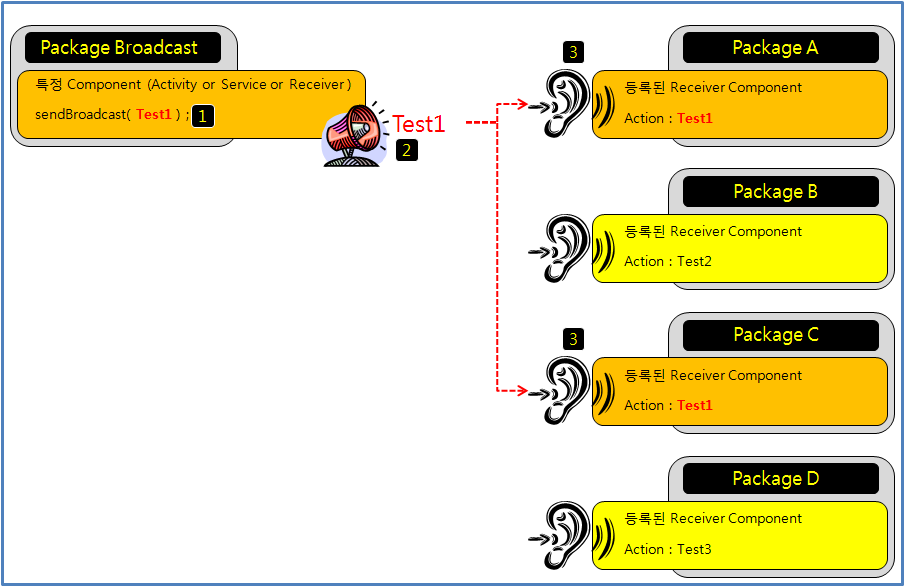 Package Broadcast
특정 Component (Activity or Service or Receiver)
sendBroadcast( Test1 ) ; 1
Test1
2
3
Package A
등록된 Receiver Component
Action : Test1
Package B
등록된 Receiver Component
Action : Test2
3
Package C
등록된 Receiver Component
Action : Test1
Package D
등록된 Receiver Component
Action : Test3